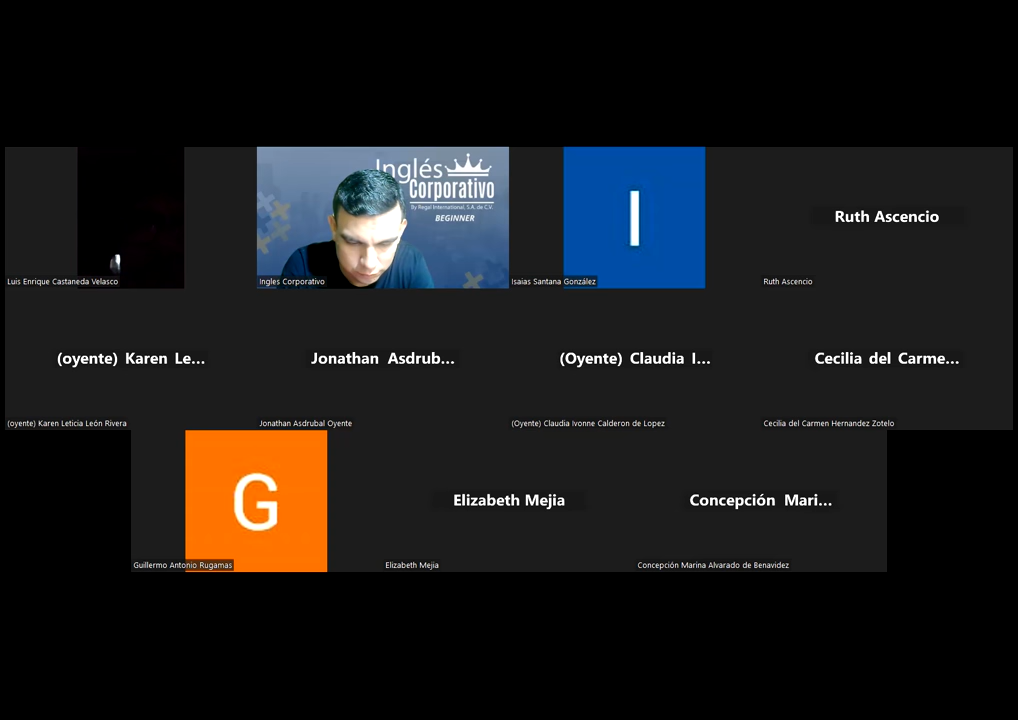 Luis Enrique Castaneda Velasco
Inglés
Corporativo
By Regal International, S.A. de C.V.
BEGINNER
Ingles Corporativo
I
Isaias Santana González
Ruth Ascencio
Ruth Ascencio
(oyente) Karen Le...
(oyente) Karen Leticia León Rivera
Jonathan Asdrub...
Jonathan Asdrubal Oyente
(Oyente) Claudia I...
(Oyente) Claudia Ivonne Calderon de Lopez
Cecilia del Carme...
Cecilia del Carmen Hernandez Zotelo
G
Guillermo Antonio Rugamas
Elizabeth Mejia
Elizabeth Mejia
Concepción Mari...
Concepción Marina Alvarado de Benavidez